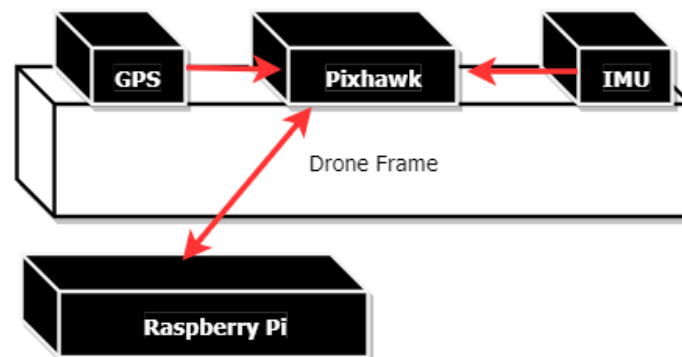 GPS
Pixhawk
IMU
Drone Frame
Raspberry Pi